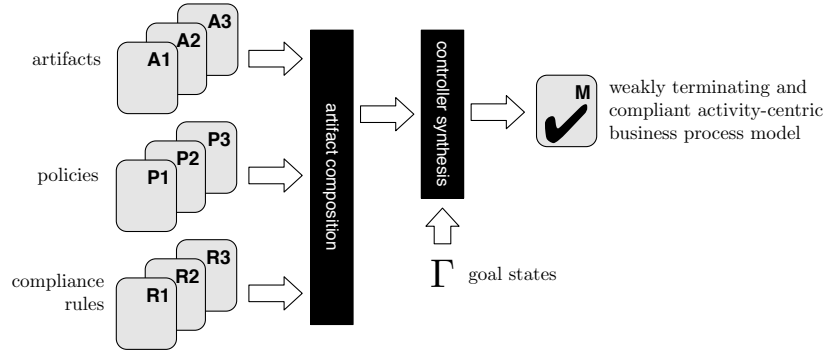 artifacts
A1
A2
A3
policies
P1
P2
P3
compliance
rules
R1
R2
R3
artifact composition
controller synthesis
Γ goal states
M
weakly terminating and
compliant activity-centric
business process model